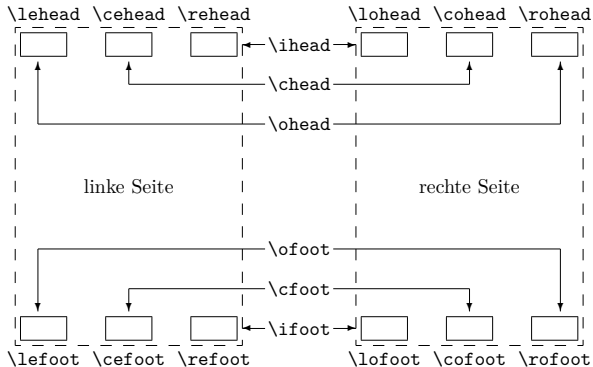 \lehead \cehead \rehead \lohead \cohead \rohead
\ihead
\chead
\ohead
linke Seite rechte Seite
\ofoot
\cfoot
\ifoot
\lefoot \cefoot \refoot \lofoot \cofoot \rofoot